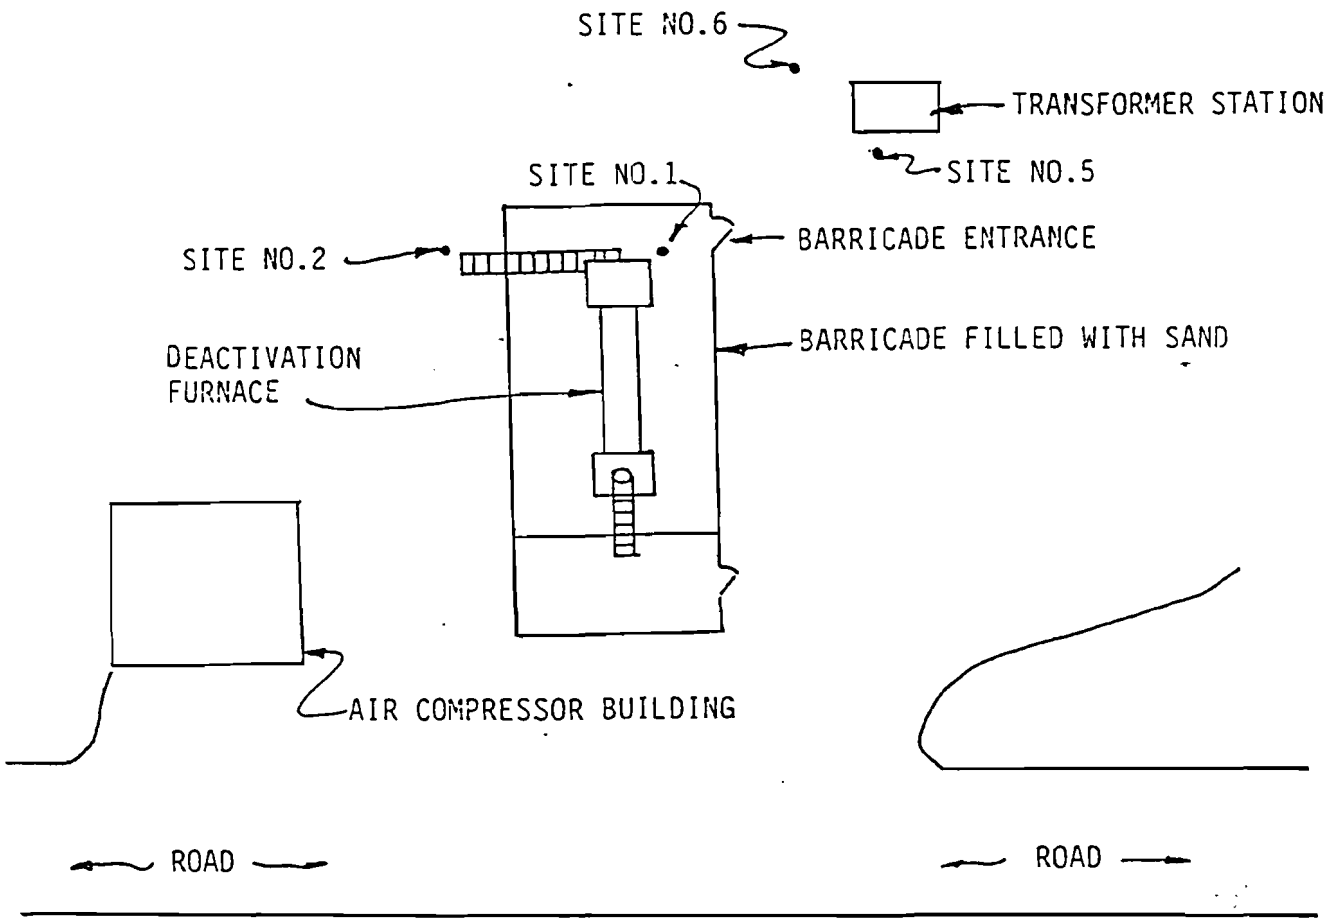 SITE NO.6
TRANSFORMER STATION
SITE NO.1
SITE NO.5
BARRICADE ENTRANCE
SITE NO.2
BARRICADE FILLED WITH SAND
DEACTIVATION
FURNACE
AIR COMPRESSOR BUILDING
ROAD
ROAD